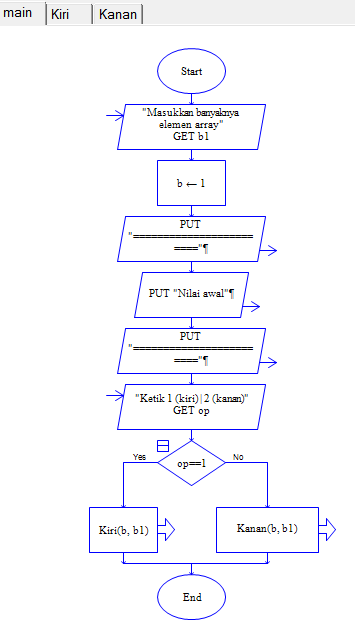 main Kiri Kanan
Start
"Masukkan banyaknya
elemen array"
GET b1
b ← 1
PUT
"====================
===="¶
PUT "Nilai awal"¶
PUT
"====================
===="¶
"Ketik 1 (kiri)|2 (kanan)"
GET op
Yes op==1 No
Kiri(b, b1) Kanan(b, b1)
End